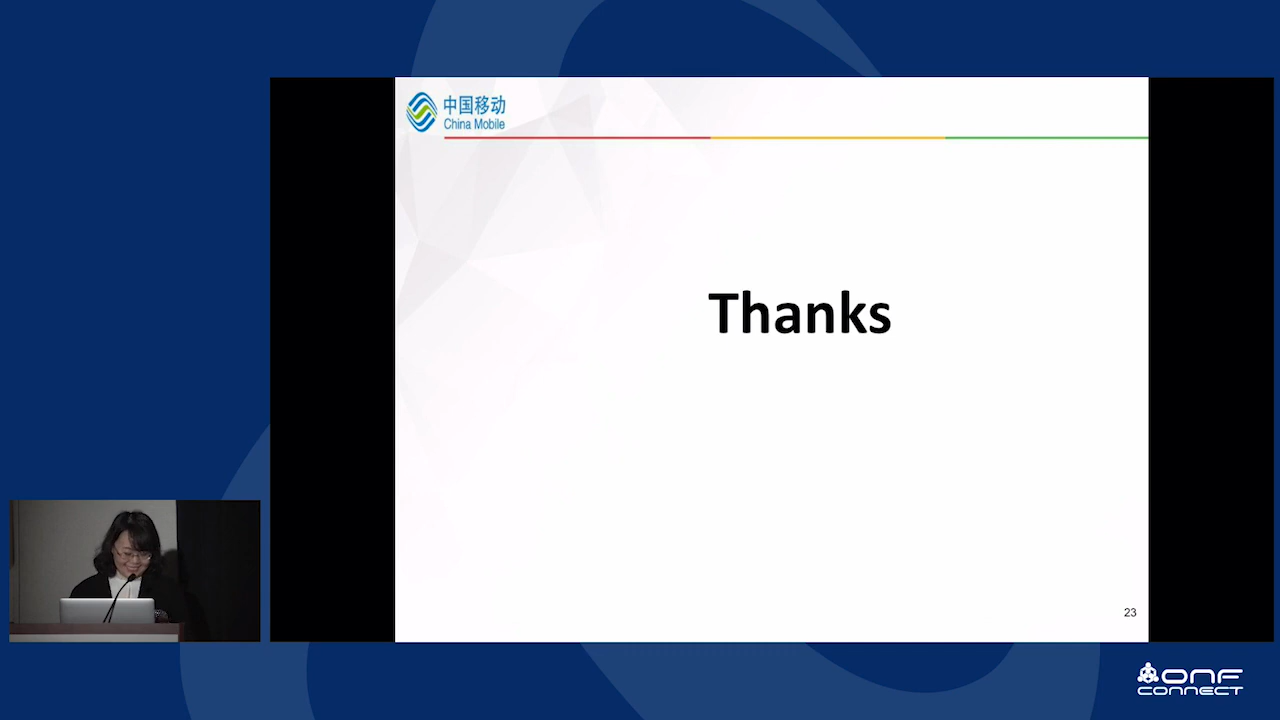 中国移动
China Mobile
Thanks
23
ONF
CONNECT